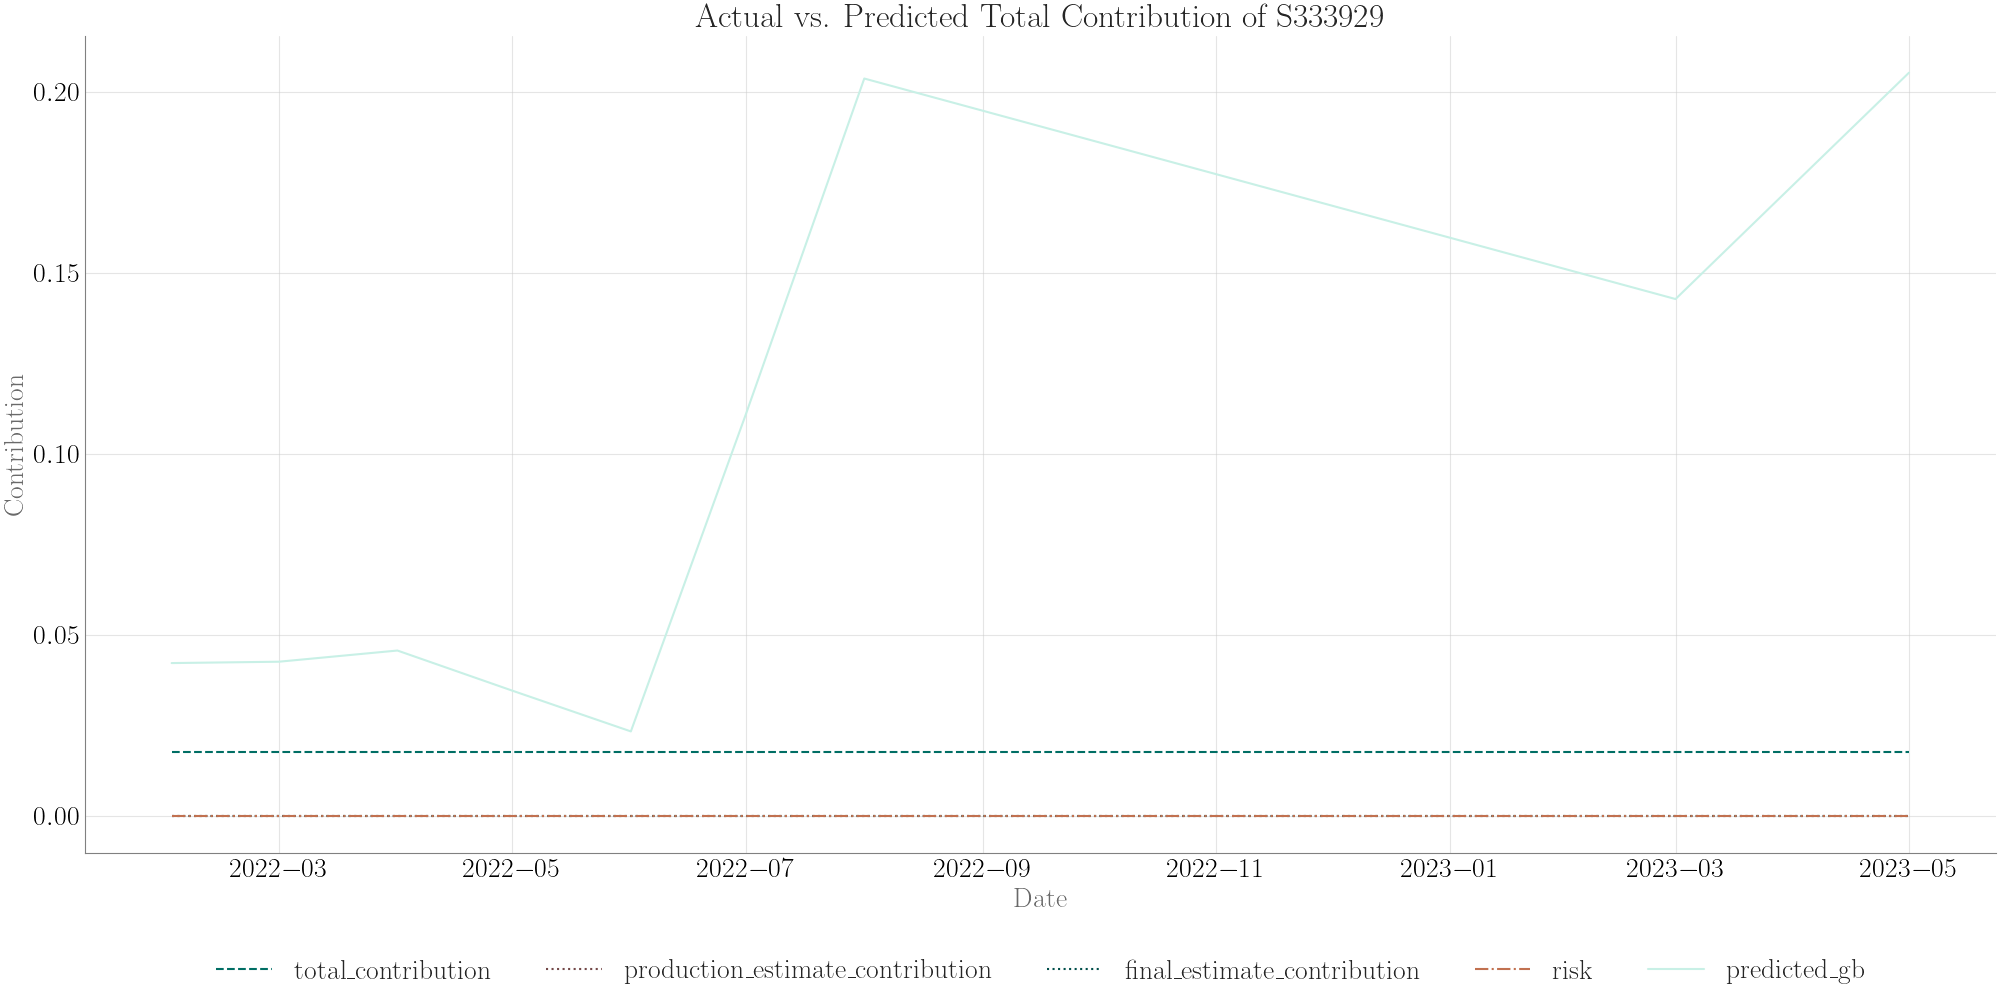 Actual vs. Predicted Total Contribution of S333929
0.20
0.15
0.10
0.05
0.00
Contribution
2022−03 2022−05 2022−07 2022−09 2022−11 2023−01 2023−03 2023−05
Date
total_contribution production_estimate_contribution final_estimate_contribution risk predicted_gb